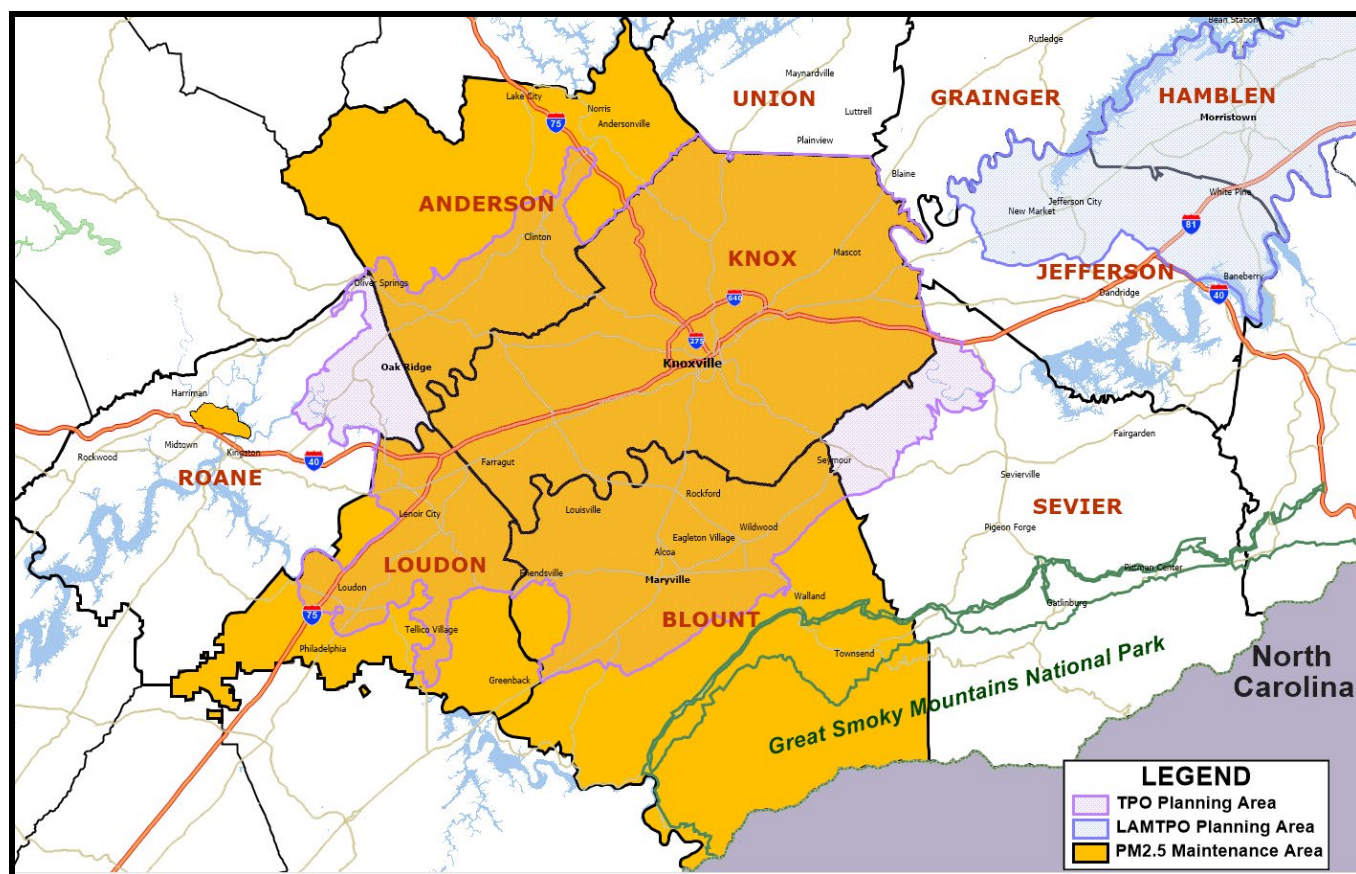 Bean Station
Rutledge
Maynardville
UNION
GRAINGER
HAMBLEN
Morristown
Lake City
Norris
75
Andersonville
Luttrell
Plainview
Blaine
White Pine
Jefferson City
New Market
ANDERSON
Clinton
81
KNOX
Mascot
JEFFERSON
Baneberry
Oliver Springs
Dandridge
40
640
275
Knoxville
Oak Ridge
Harriman
Midtown
Rockwood
Kingston
40
ROANE
Farragut
Seymour
Fairgarden
Sevierville
SEVIER
Rockford
Louisville
Lenoir City
Wildwood
Eagleton Village
Pigeon Forge
Alcoa
LOUDON
Friendsville
Maryville
Pittman Center
Loudon
Walland
Gatlinburg
75
Tellico Village
BLOUNT
Philadelphia
Townsend
Greenback
Great Smoky Mountains National Park
North
Carolina
LEGEND
TPO Planning Area
LAMTPO Planning Area
PM2.5 Maintenance Area